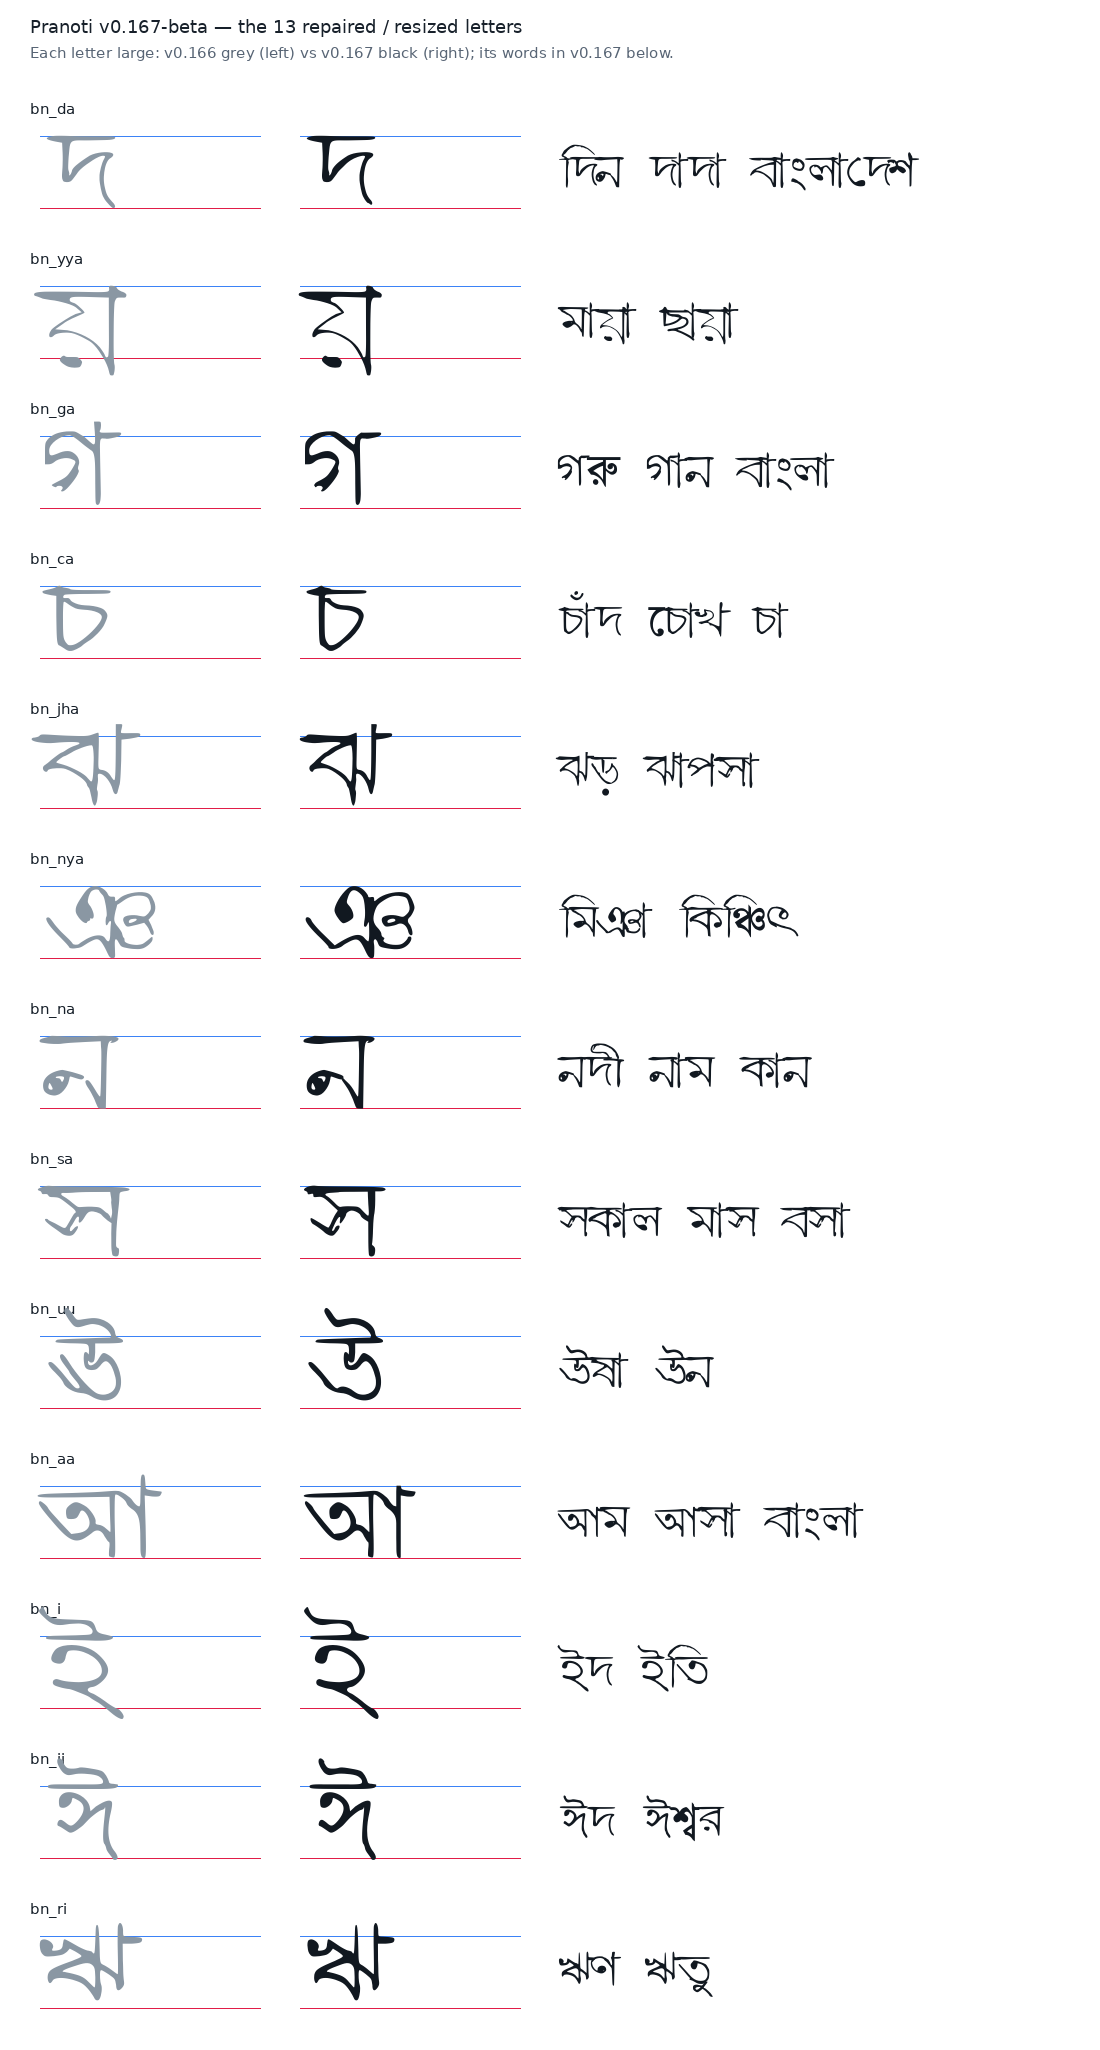 Pranoti v0.167-beta — the 13 repaired / resized letters
Each letter large: v0.166 grey (left) vs v0.167 black (right); its words in v0.167 below.
bn_da
দ দ দিন দাদা বাংলাদেশ
bn_yya
য় য় মায়া ছায়া
bn_ga
গ গ গরু গান বাংলা
bn_ca
চ চ চাঁদ চোখ চা
bn_jha
ঝ ঝ ঝড় ঝাপসা
bn_nya
ঞ ঞ মিঞা কিঞ্চিৎ
bn_na
ন ন নদী নাম কান
bn_sa
স স সকাল মাস বসা
bn_uu
ঊ ঊ ঊষা ঊন
bn_aa
আ আ আম আসা বাংলা
bn_i
ই ই ইদ ইতি
bn_ii
ঈ ঈ ঈদ ঈশ্বর
bn_ri
ঋ ঋ ঋণ ঋতু